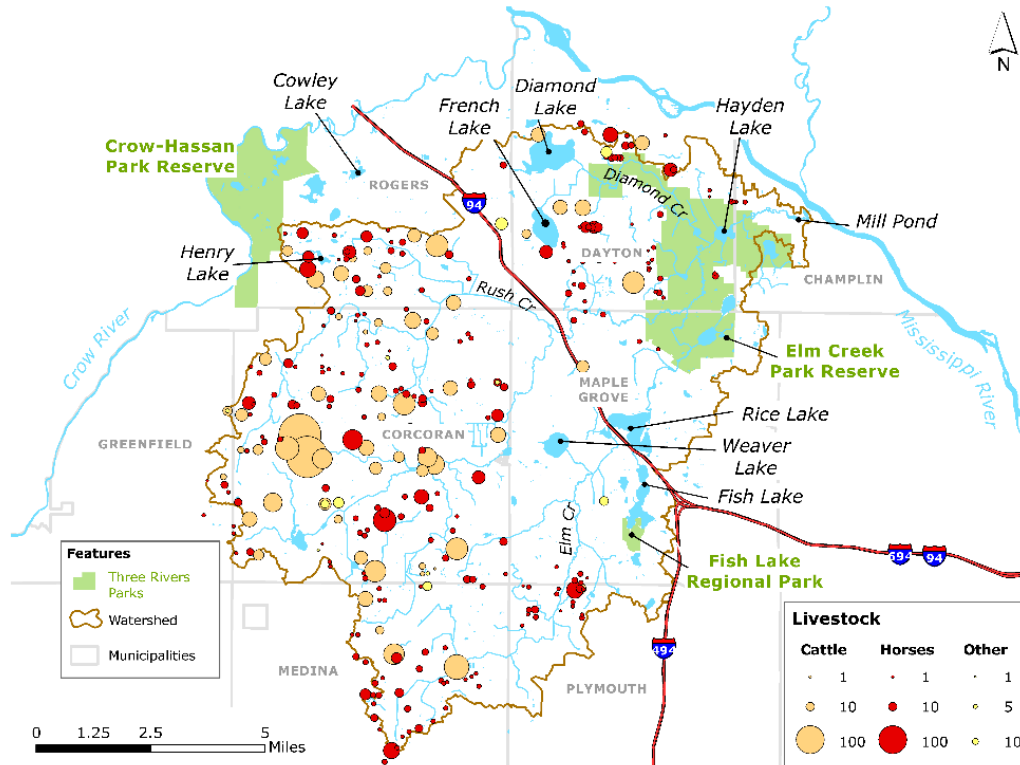 N
Cowley
Lake
Diamond
Lake
French
Lake
Hayden
Lake
Crow-Hassan
Park Reserve
ROGERS
94
Diamond Cr
Mill Pond
Henry
Lake
DAYTON
CHAMPLIN
Rush Cr
Crow River
Mississippi River
Elm Creek
Park Reserve
MAPLE
GROVE
Rice Lake
GREENFIELD
CORCORAN
Weaver
Lake
Fish Lake
Elm Cr
Fish Lake
Regional Park
694
94
Features
Three Rivers
Parks
Watershed
Municipalities
MEDINA
PLYMOUTH
494
Livestock
Cattle Horses Other
1 1 1
10 10 5
100 100 10
0 1.25 2.5 5
Miles